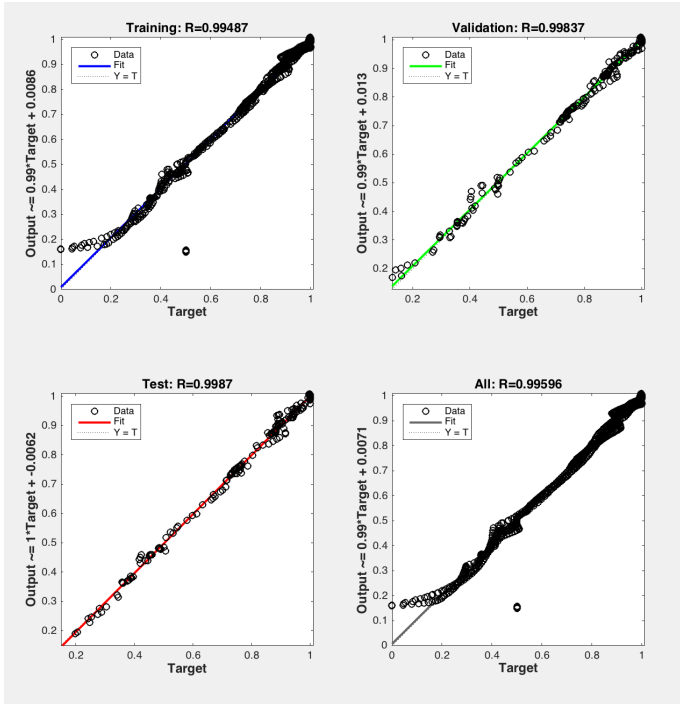 Training: R=0.99487
Output ~= 0.99*Target + 0.0086
1
0.9
0.8
0.7
0.6
0.5
0.4
0.3
0.2
0.1
0
Data
Fit
Y = T
0 0.2 0.4 0.6 0.8 1
Target
Validation: R=0.99837
Output ~= 0.99*Target + 0.013
1
0.9
0.8
0.7
0.6
0.5
0.4
0.3
0.2
Data
Fit
Y = T
0.2 0.4 0.6 0.8 1
Target
Test: R=0.9987
Output ~= 1*Target + -0.0062
1
0.9
0.8
0.7
0.6
0.5
0.4
0.3
0.2
Data
Fit
Y = T
0.2 0.4 0.6 0.8 1
Target
All: R=0.99596
Output ~= 0.99*Target + 0.0071
1
0.9
0.8
0.7
0.6
0.5
0.4
0.3
0.2
0.1
0
Data
Fit
Y = T
0 0.2 0.4 0.6 0.8 1
Target